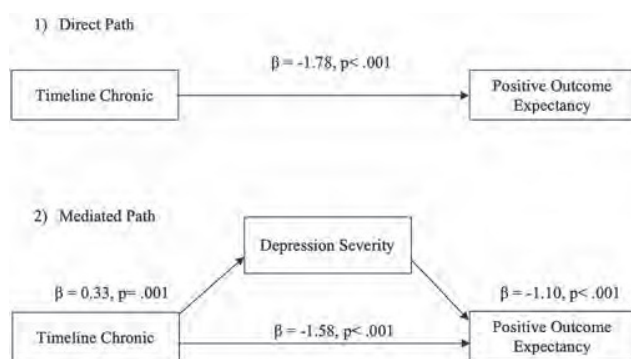 1) Direct Path
β = -1.78, p< .001
Timeline Chronic
Positive Outcome
Expectancy
2) Mediated Path
Depression Severity
β = 0.33, p= .001
β = -1.10, p< .001
Timeline Chronic
β = -1.58, p< .001
Positive Outcome
Expectancy